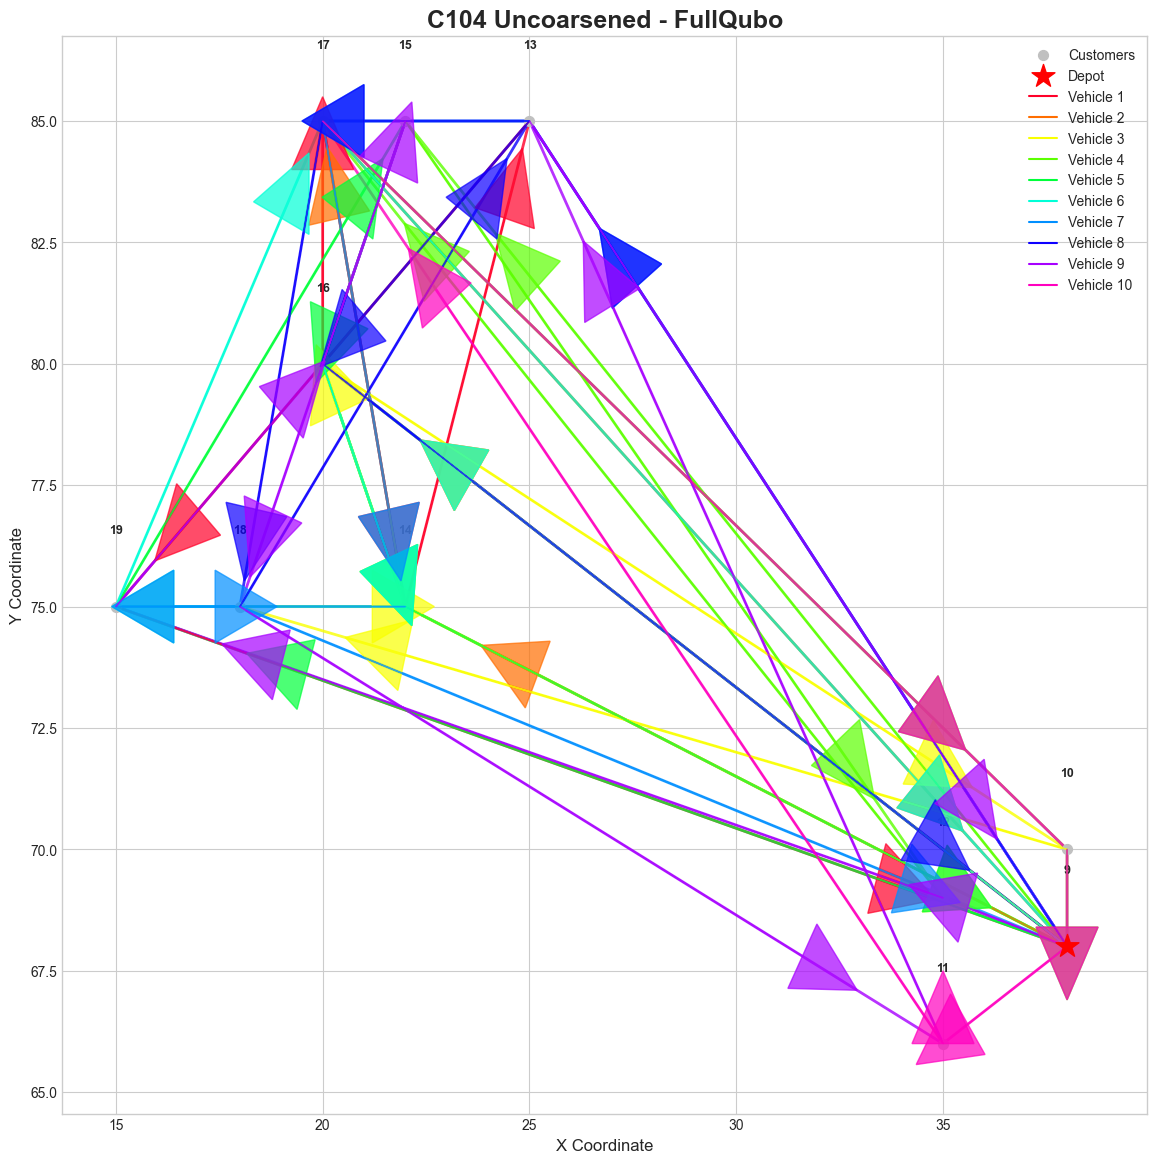 C104 Uncoarsened - FullQubo
17 15 13
Customers
Depot
Vehicle 1
Vehicle 2
Vehicle 3
Vehicle 4
Vehicle 5
Vehicle 6
Vehicle 7
Vehicle 8
Vehicle 9
Vehicle 10
85.0
82.5
16
80.0
77.5
19 18 14
75.0
72.5
10
70.0
9
67.5
11
65.0
15 20 25 30 35
X Coordinate
Y Coordinate